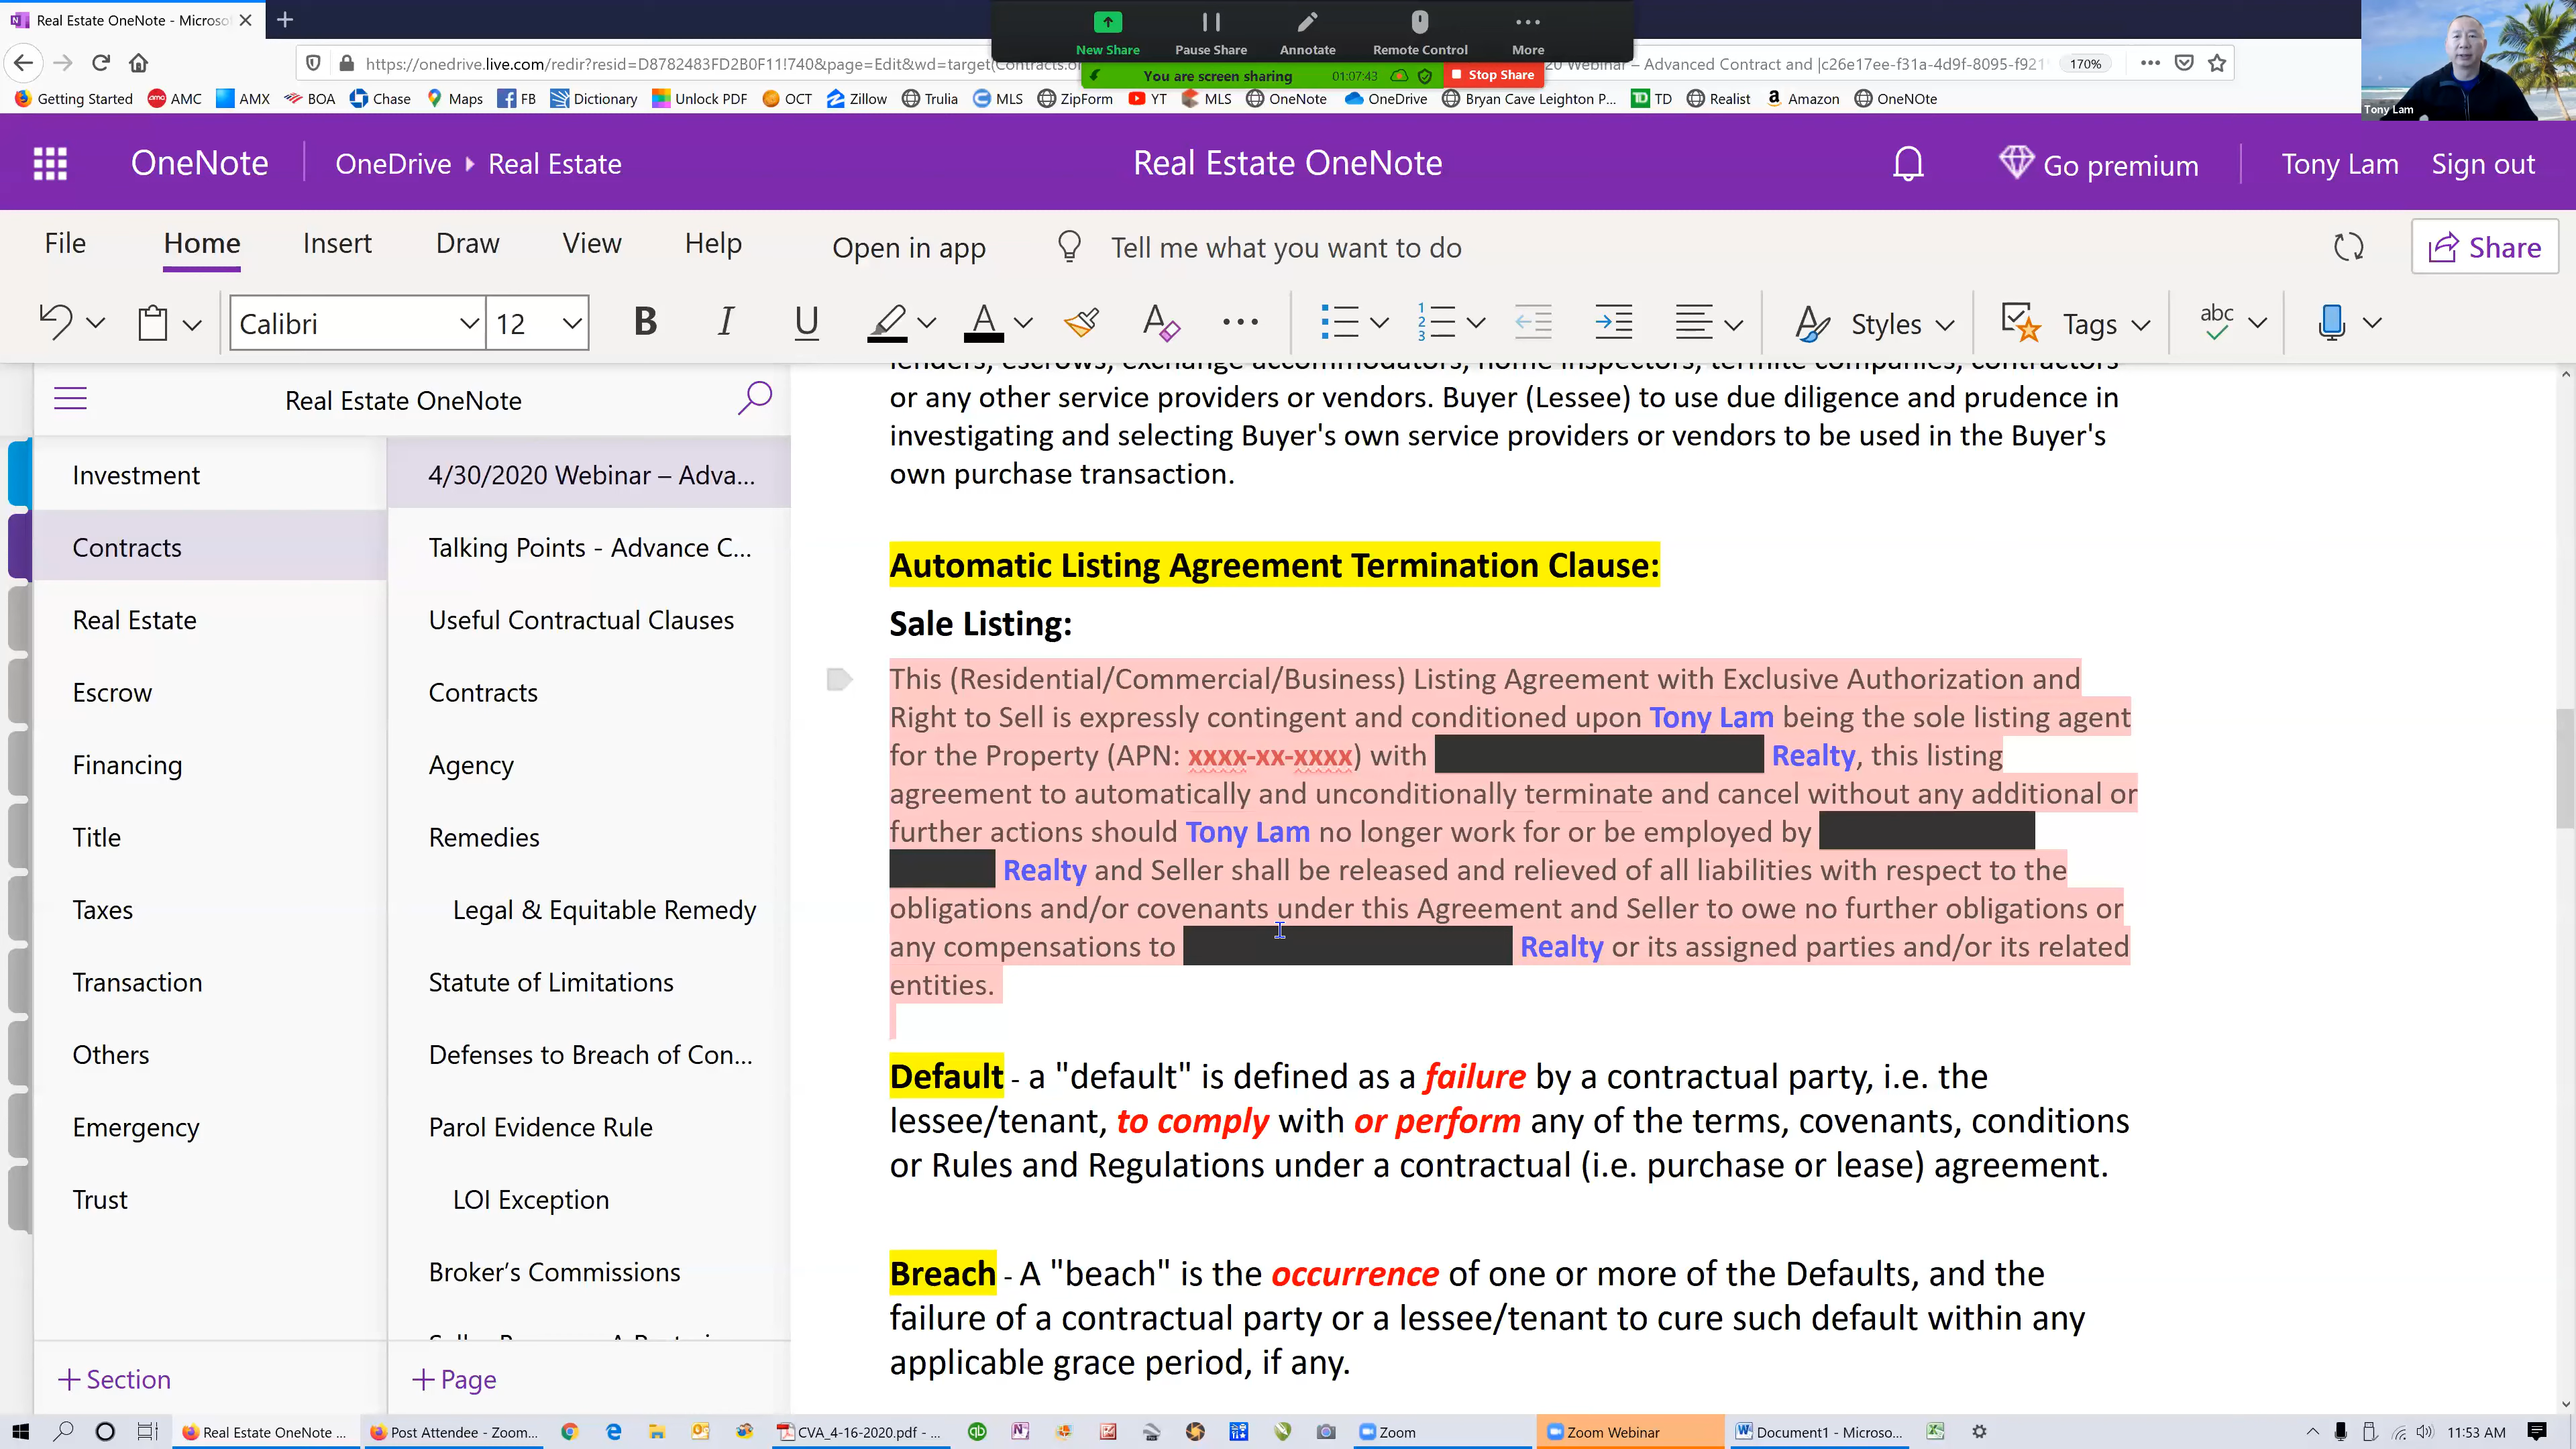 Real Estate OneNote - Microso
New Share
Pause Share
Annotate
Remote Control
More
You are screen sharing
01:07:43
Stop Share
https://onedrive.live.com/redir?resid=D8782483FD2B0F11!740&page=Edit&wd=target(Contracts.o
20 Webinar – Advanced Contract and |c26e17ee-f31a-4d9f-8095-f921
170%
Tony Lam
Getting Started AMC AMX BOA Chase Maps FB Dictionary Unlock PDF OCT Zillow Trulia MLS ZipForm YT MLS OneNote OneDrive Bryan Cave Leighton P... TD Realist Amazon OneNOte
OneNote OneDrive Real Estate
Real Estate OneNote
Go premium Tony Lam Sign out
File Home Insert Draw View Help Open in app Tell me what you want to do Share
Calibri 12 B I U Styles Tags abc
Real Estate OneNote
Investment
Contracts
Real Estate
Escrow
Financing
Title
Taxes
Transaction
Others
Emergency
Trust
+ Section
4/30/2020 Webinar – Adva...
Talking Points - Advance C...
Useful Contractual Clauses
Contracts
Agency
Remedies
Legal & Equitable Remedy
Statute of Limitations
Defenses to Breach of Con...
Parol Evidence Rule
LOI Exception
Broker's Commissions
+ Page
lenders, escrows, exchange accommodators, home inspectors, termite companies, contractors
or any other service providers or vendors. Buyer (Lessee) to use due diligence and prudence in
investigating and selecting Buyer's own service providers or vendors to be used in the Buyer's
own purchase transaction.
Automatic Listing Agreement Termination Clause:
Sale Listing:
This (Residential/Commercial/Business) Listing Agreement with Exclusive Authorization and
Right to Sell is expressly contingent and conditioned upon Tony Lam being the sole listing agent
for the Property (APN: xxxx-xx-xxxx) with Realty, this listing
agreement to automatically and unconditionally terminate and cancel without any additional or
further actions should Tony Lam no longer work for or be employed by
Realty and Seller shall be released and relieved of all liabilities with respect to the
obligations and/or covenants under this Agreement and Seller to owe no further obligations or
any compensations to Realty or its assigned parties and/or its related
entities.
Default - a "default" is defined as a failure by a contractual party, i.e. the
lessee/tenant, to comply with or perform any of the terms, covenants, conditions
or Rules and Regulations under a contractual (i.e. purchase or lease) agreement.
Breach - A "beach" is the occurrence of one or more of the Defaults, and the
failure of a contractual party or a lessee/tenant to cure such default within any
applicable grace period, if any.
Real Estate OneNote ... Post Attendee - Zoom... CVA_4-16-2020.pdf - ... Zoom Zoom Webinar Document1 - Microso... 11:53 AM